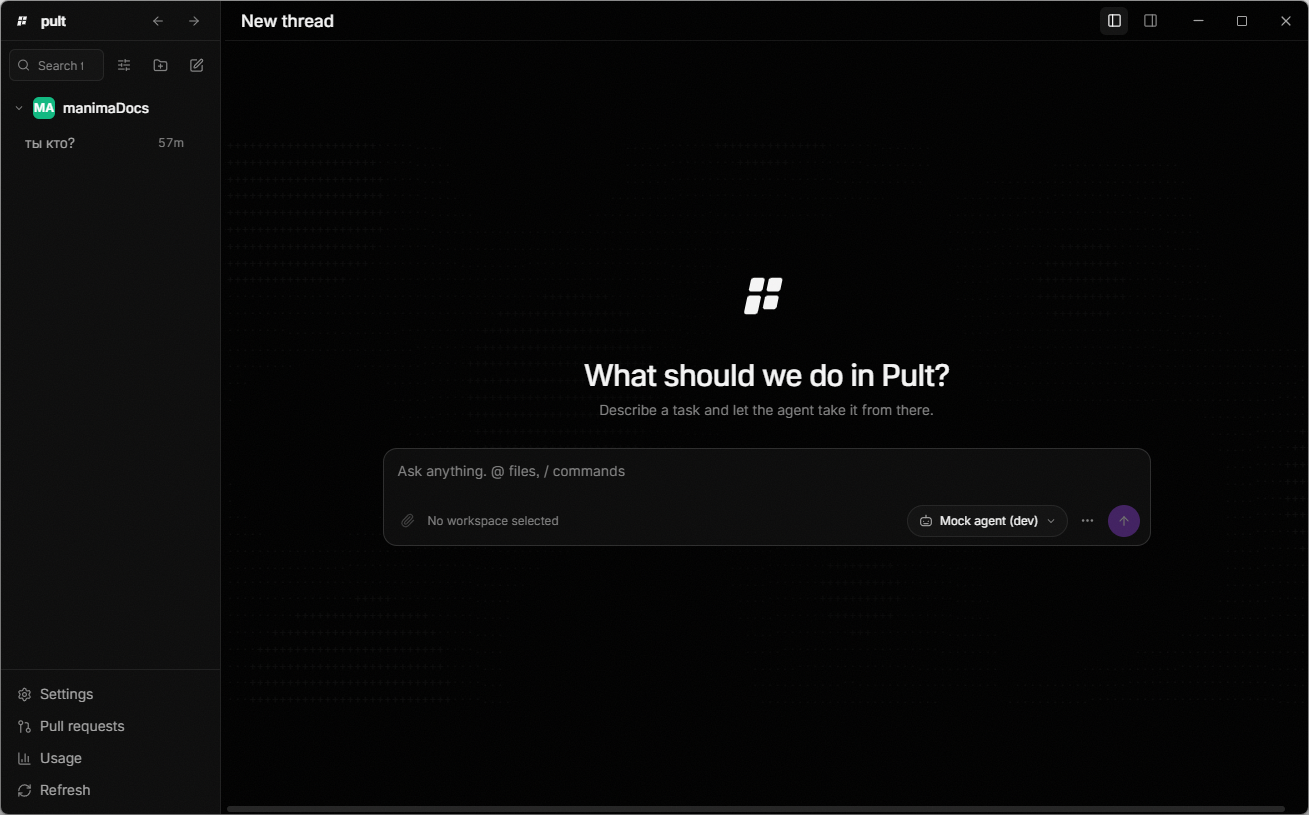 pult
New thread
Search t
MA manimaDocs
ты кто? 57m
What should we do in Pult?
Describe a task and let the agent take it from there.
Ask anything. @ files, / commands
No workspace selected
Mock agent (dev)
Settings
Pull requests
Usage
Refresh